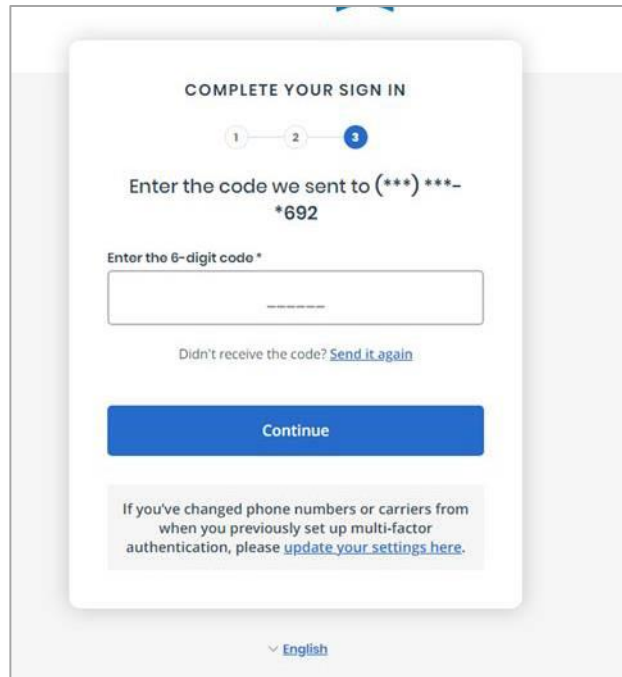 COMPLETE YOUR SIGN IN
1 2 3
Enter the code we sent to (***) ***-
*692
Enter the 6-digit code *
______
Didn't receive the code? Send it again
Continue
If you've changed phone numbers or carriers from
when you previously set up multi-factor
authentication, please update your settings here.
English